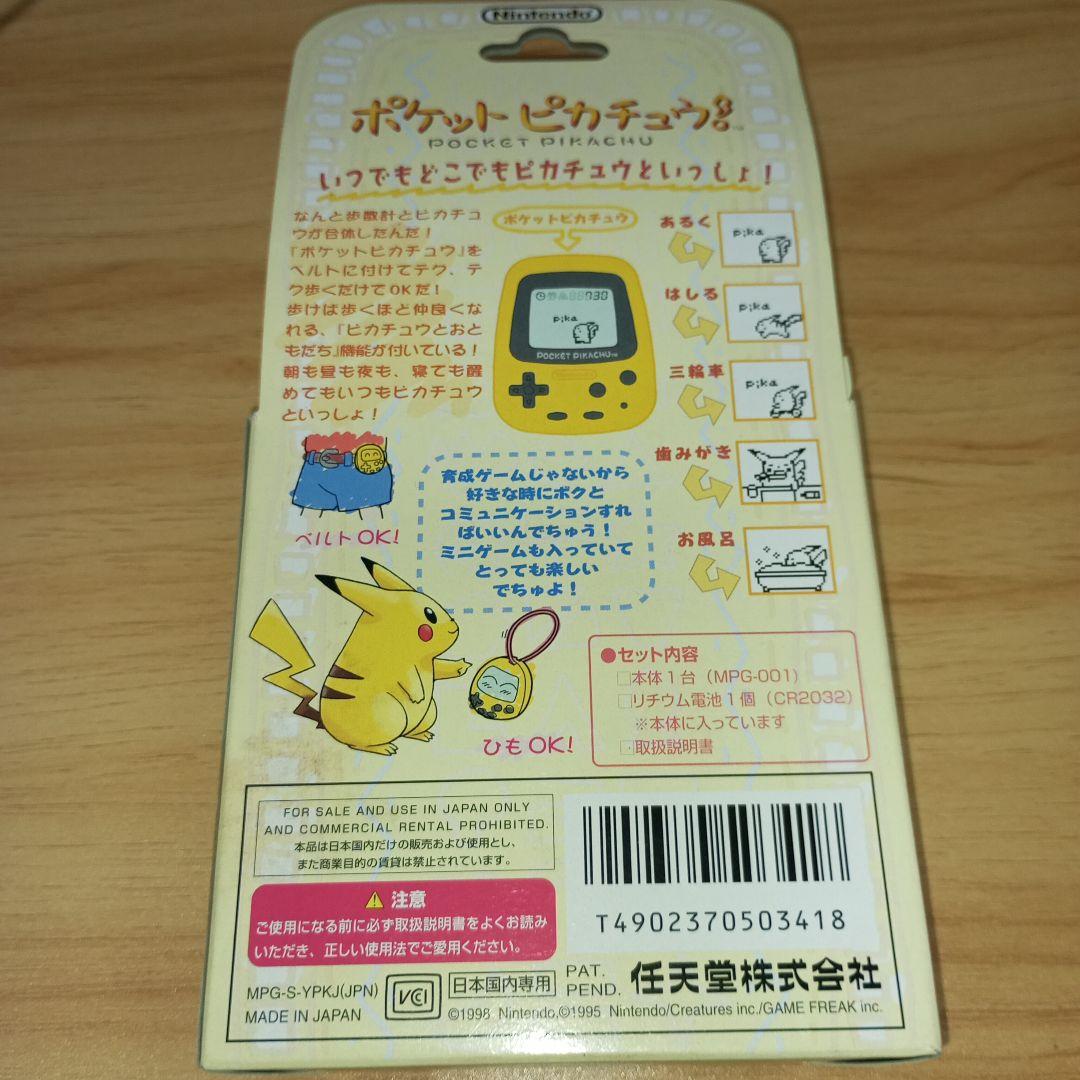 Nintendo
ポケットピカチュウ!
POCKET PIKACHU
いつでもどこでもピカチュウといっしょ!
なんと歩数計とピカチュ
ウが合体したんだ!
『ポケットピカチュウ』を
ベルトに付けてテク、テ
ク歩くだけでOKだ!
歩けば歩くほど仲良くな
れる、『ピカチュウとおと
もだち』機能が付いている!
朝も昼も夜も、寝ても醒
めてもいつもピカチュウ
といっしょ!
ポケットピカチュウ
730
pika
POCKET PIKACHU™
Nintendo
あるく
pika
はしる
pika
三輪車
pika
歯みがき
お風呂
ベルトOK!
育成ゲームじゃないから
好きな時にボクと
コミュニケーションすれ
ばいいんでちゅう!
ミニゲームも入っていて
とっても楽しい
でちゅよ!
ひもOK!
●セット内容
□本体1台(MPG-001)
□リチウム電池1個(CR2032)
※本体に入っています
□取扱説明書
FOR SALE AND USE IN JAPAN ONLY
AND COMMERCIAL RENTAL PROHIBITED.
本品は日本国内だけの販売および使用とし、
また商業目的の賃貸は禁止されています。
⚠注意
ご使用になる前に必ず取扱説明書をよくお読み
いただき、正しい使用法でご愛用ください。
T4902370503418
MPG-S-YPKJ(JPN)
MADE IN JAPAN
VCI
日本国内専用
PAT.
PEND.
任天堂株式会社
©1998 Nintendo,©1995 Nintendo/Creatures inc./GAME FREAK inc.